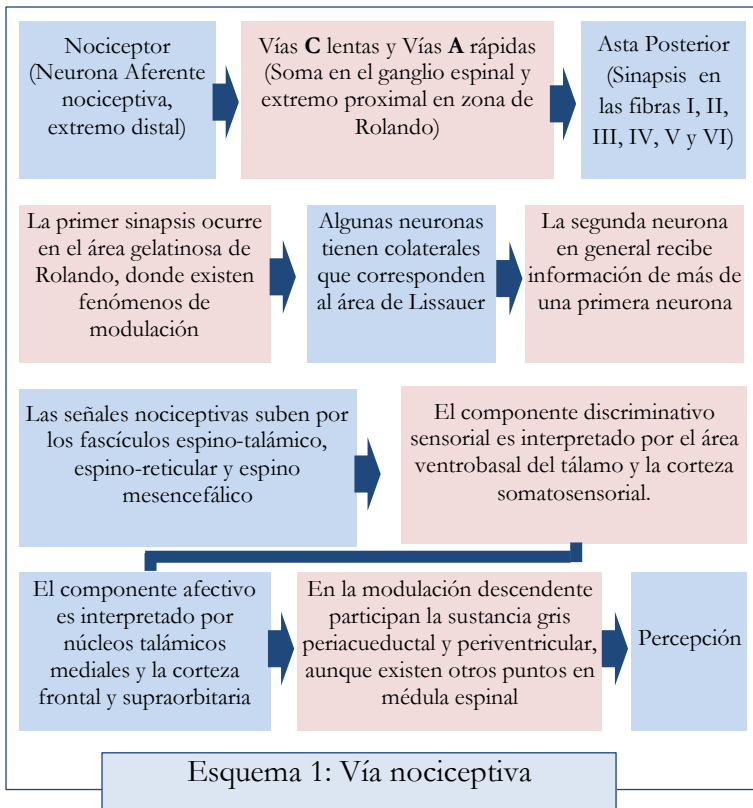 Nociceptor
(Neurona Aferente
nociceptiva,
extremo distal)
Vías C lentas y Vías A rápidas
(Soma en el ganglio espinal y
extremo proximal en zona de
Rolando)
Asta Posterior
(Sinapsis en
las fibras I, II,
III, IV, V y VI)
La primer sinapsis ocurre
en el área gelatinosa de
Rolando, donde existen
fenómenos de
modulación
Algunas neuronas
tienen colaterales
que corresponden
al área de Lissauer
La segunda neurona
en general recibe
información de más de
una primera neurona
Las señales nociceptivas suben por
los fascículos espino-talámico,
espino-reticular y espino
mesencefálico
El componente discriminativo
sensorial es interpretado por el área
ventrobasal del tálamo y la corteza
somatosensorial.
El componente afectivo
es interpretado por
núcleos talámicos
mediales y la corteza
frontal y supraorbitaria
En la modulación descendente
participan la sustancia gris
periacueductal y periventricular,
aunque existen otros puntos en
médula espinal
Percepción
Esquema 1: Vía nociceptiva